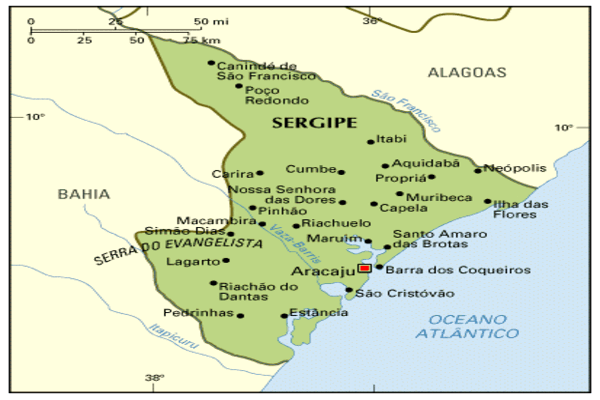 0 25 50 mi
0 25 50 75 km
36°
Canindé de
São Francisco
Poço
Redondo
ALAGOAS
São Francisco
10°
10°
SERGIPE
Itabi
Aquidabã
Neópolis
Carira
Cumbe
Propriá
BAHIA
Nossa Senhora
das Dores
Muribeca
Ilha das
Flores
Pinhão
Capela
Macambira
Riachuelo
Simão Dias
Vaza-Barris
Maruim
Santo Amaro
das Brotas
SERRA DO EVANGELISTA
Lagarto
Aracaju
Barra dos Coqueiros
Riachão do
Dantas
São Cristóvão
Pedrinhas
Estância
Itapicuru
OCEANO
ATLÂNTICO
38°
36°